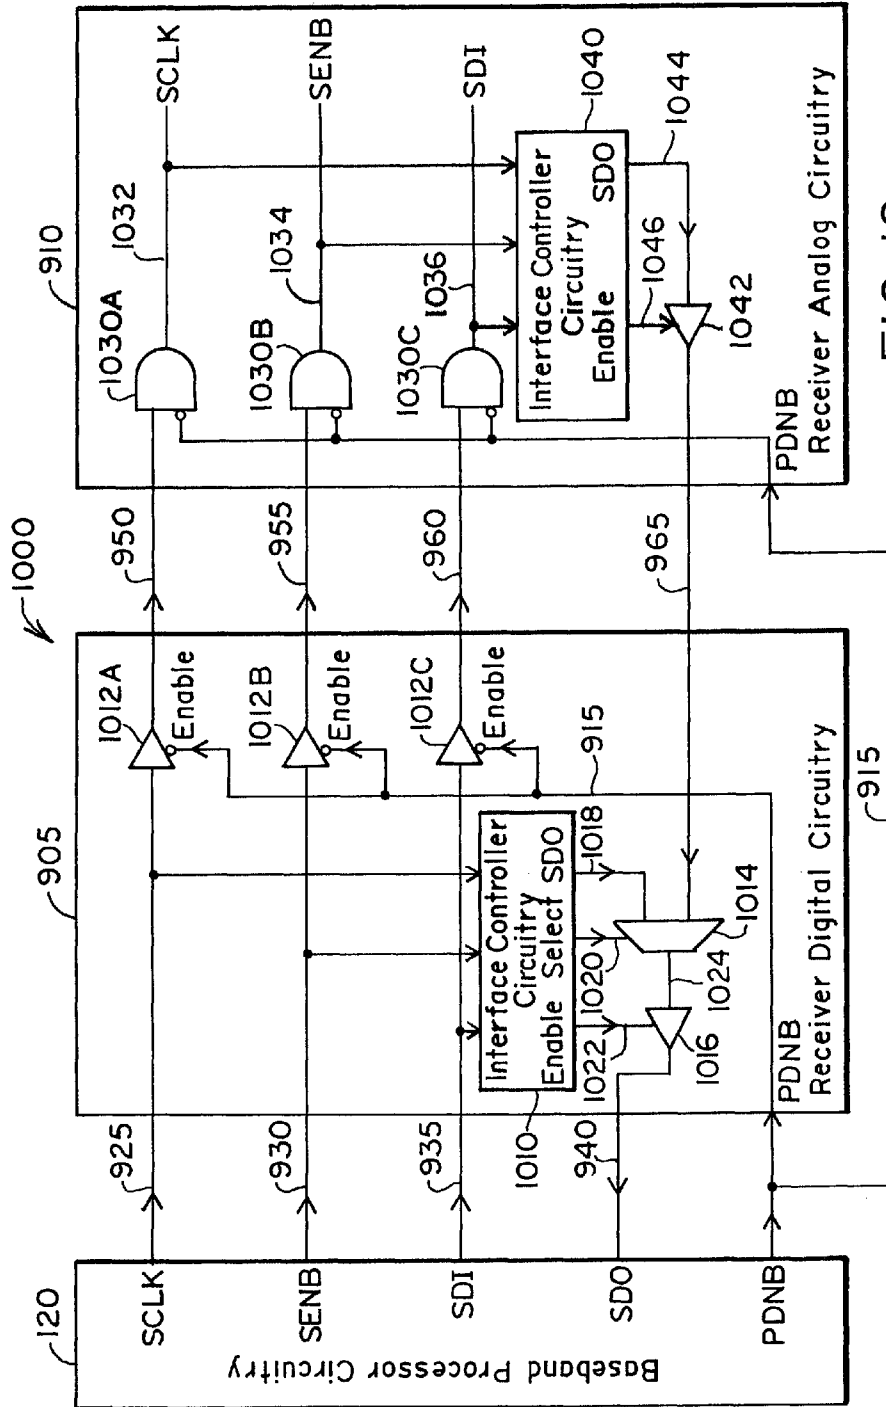 1000
120
905
910
SCLK
925
1012A
Enable
950
1030A
1032
SCLK
SENB
930
1012B
Enable
955
1030B
1034
SENB
SDI
935
1012C
Enable
960
1030C
1036
SDI
Baseband Processor Circuitry
Interface Controller
Circuitry
Enable Select SDO
1010
1018
1020
1022
915
Interface Controller
Circuitry
Enable SDO
1040
1044
1046
SDO
940
1016
1024
1014
965
1042
PDNB
PDNB
Receiver Digital Circuitry
PDNB
Receiver Analog Circuitry
915